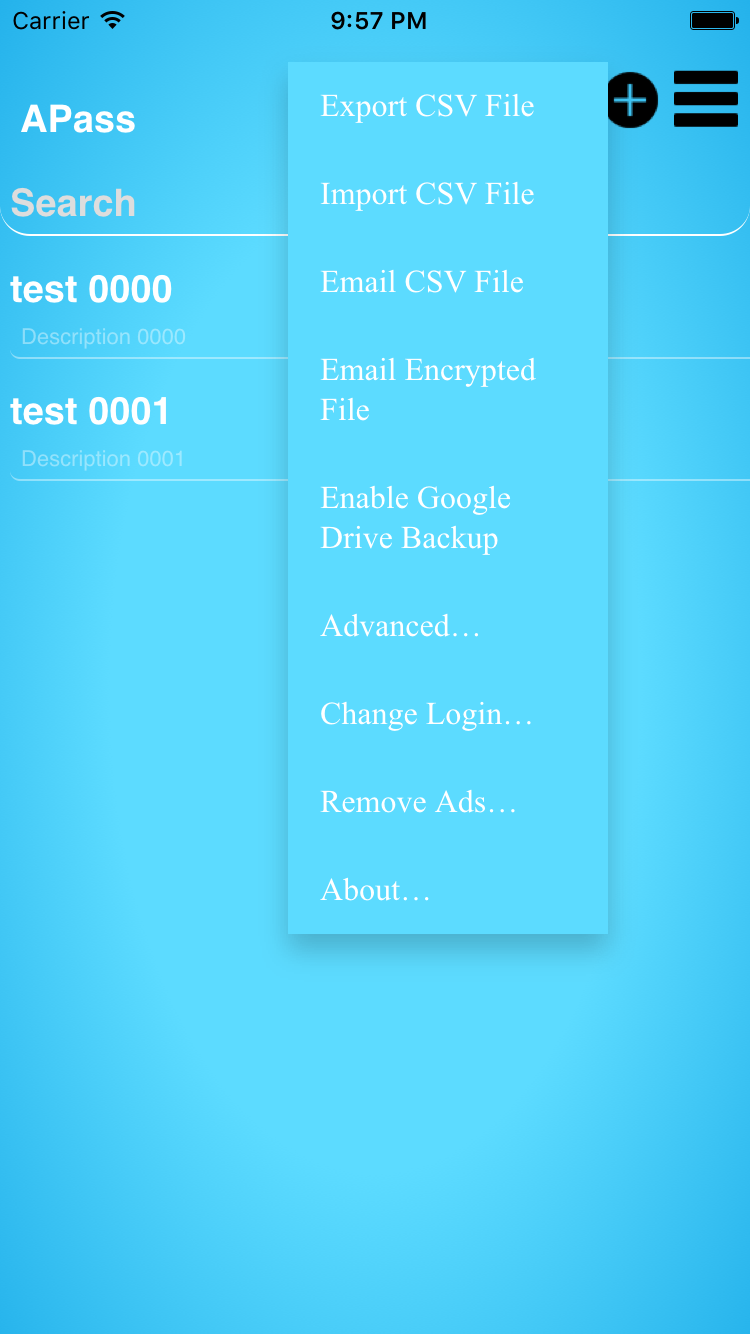 Carrier 9:57 PM
APass
Search
test 0000
Description 0000
test 0001
Description 0001
Export CSV File
Import CSV File
Email CSV File
Email Encrypted
File
Enable Google
Drive Backup
Advanced…
Change Login…
Remove Ads…
About…